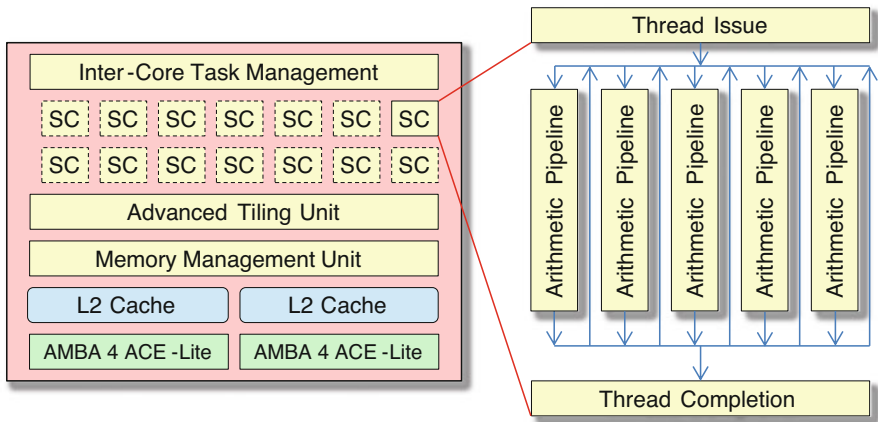 Inter-Core Task Management
SC SC SC SC SC SC SC
SC SC SC SC SC SC SC
Advanced Tiling Unit
Memory Management Unit
L2 Cache L2 Cache
AMBA 4 ACE-Lite AMBA 4 ACE-Lite
Thread Issue
Arithmetic Pipeline
Arithmetic Pipeline
Arithmetic Pipeline
Arithmetic Pipeline
Arithmetic Pipeline
Thread Completion